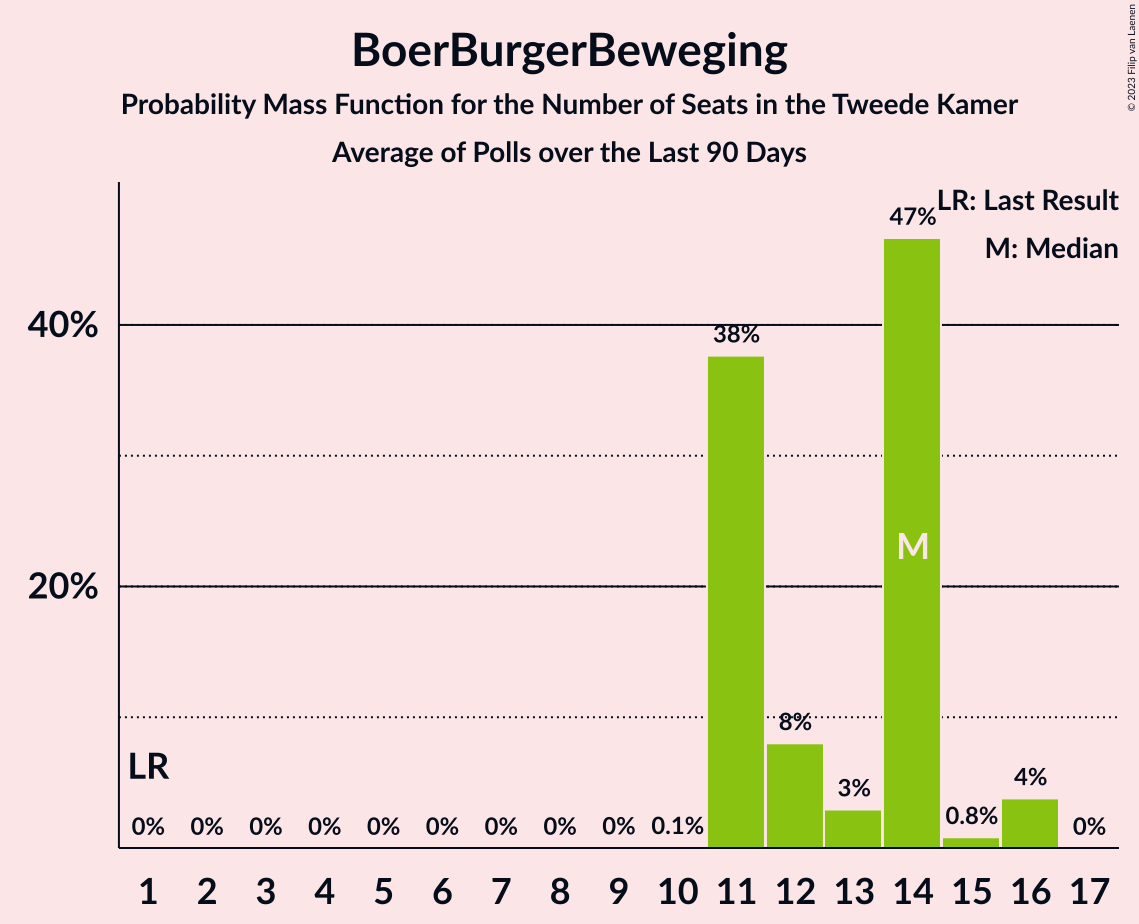 BoerBurgerBeweging
Probability Mass Function for the Number of Seats in the Tweede Kamer
Average of Polls over the Last 90 Days
© 2023 Filip van Laenen
LR: Last Result
M: Median
47%
40%
38%
M
20%
8%
LR
4%
3%
0.8%
0% 0% 0% 0% 0% 0% 0% 0% 0% 0.1% 0%
1 2 3 4 5 6 7 8 9 10 11 12 13 14 15 16 17